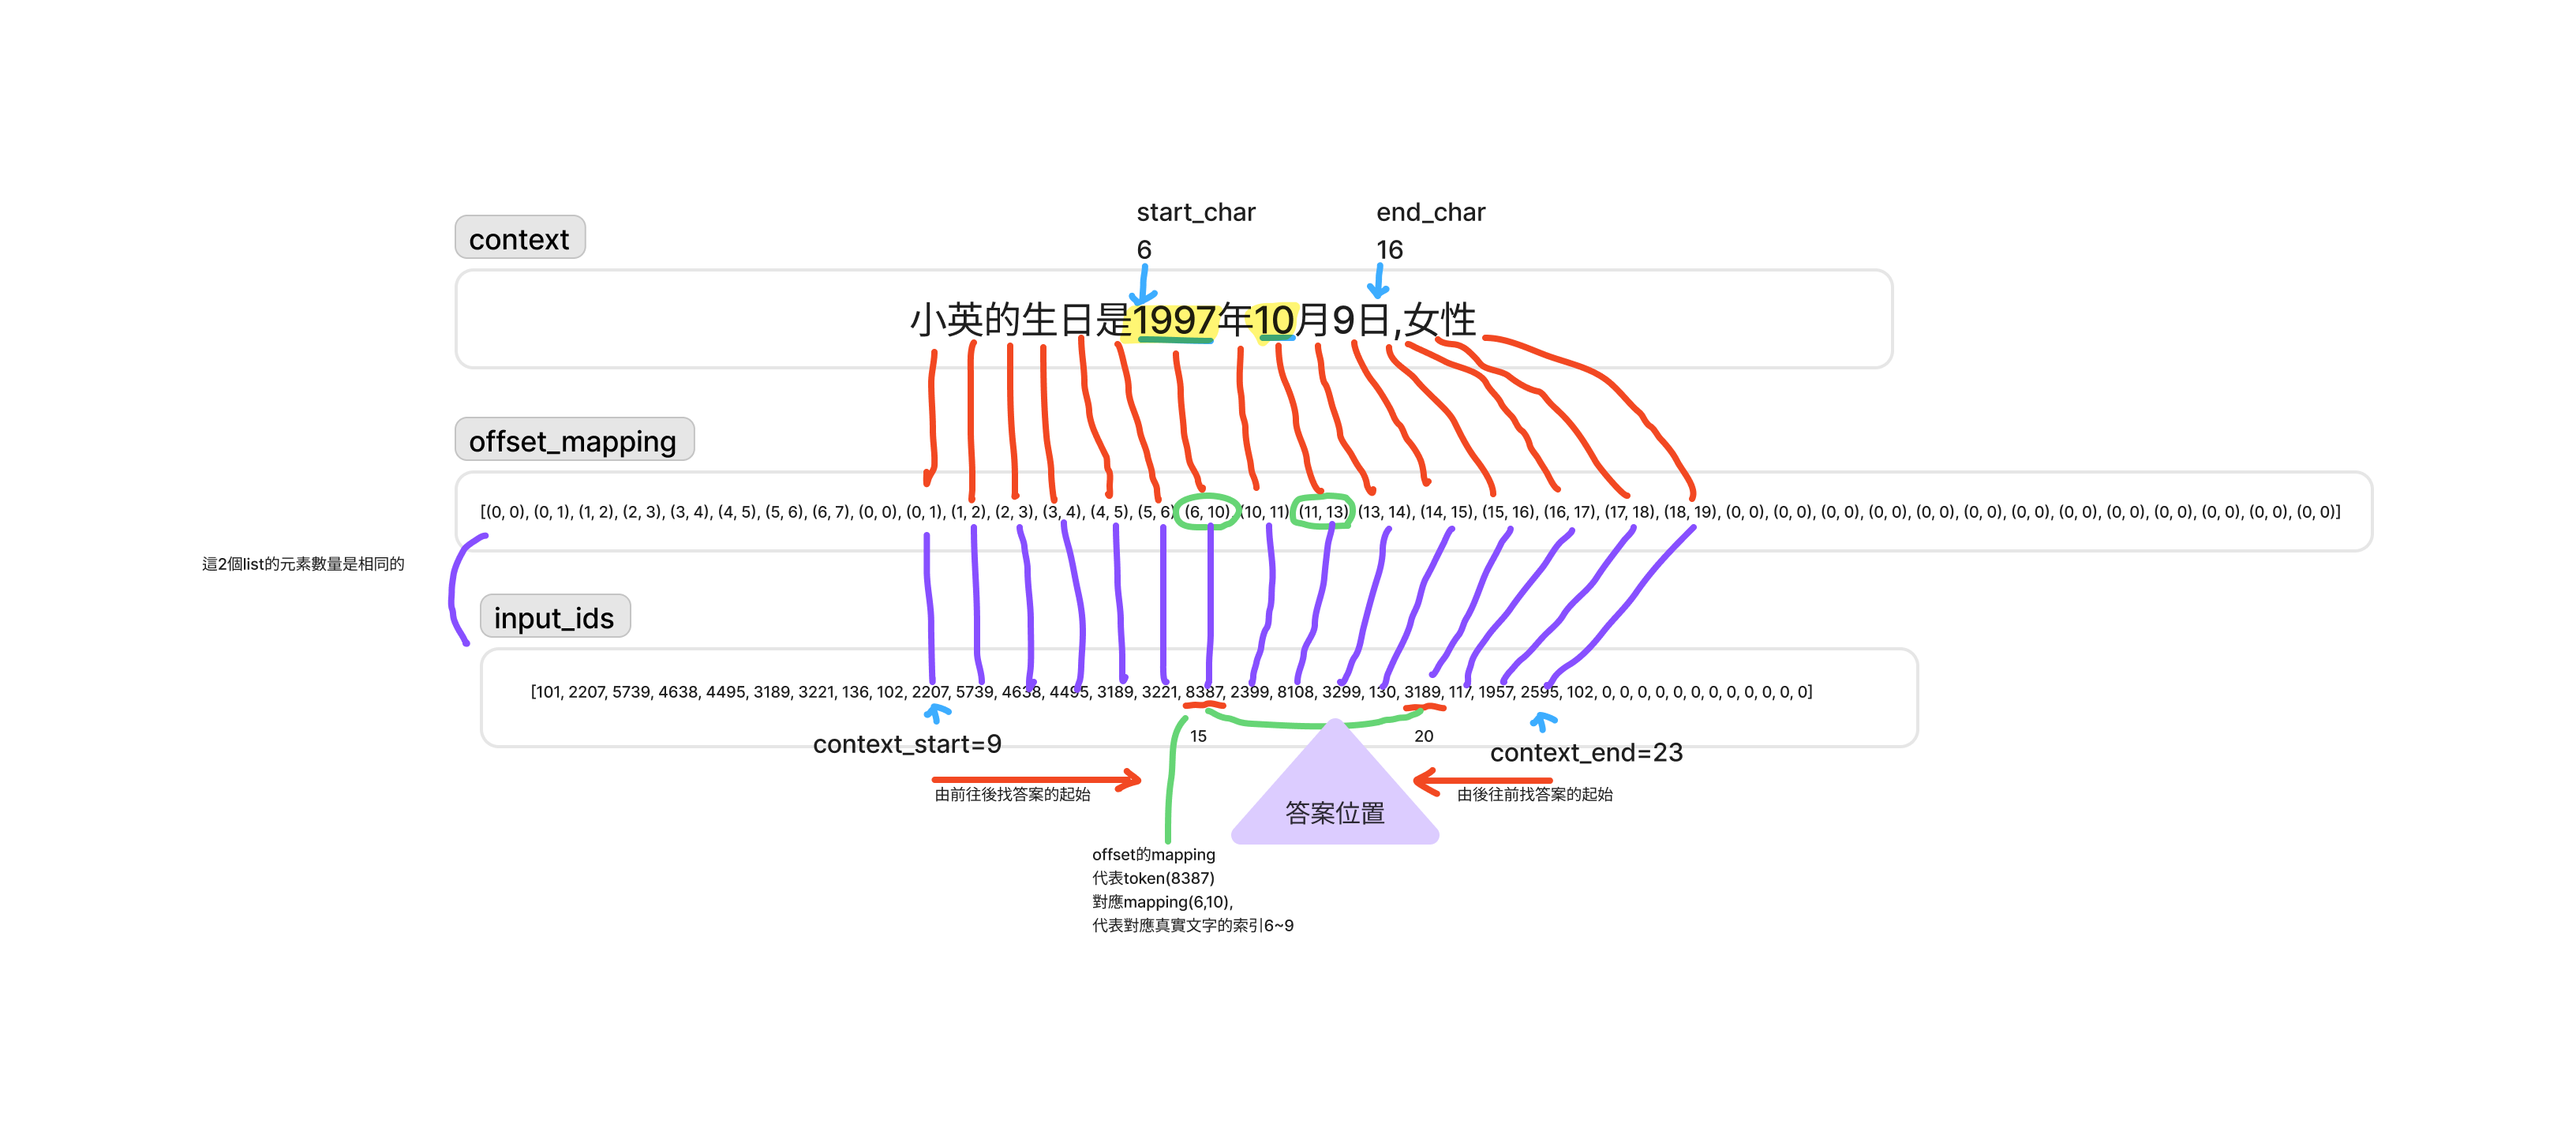 start_char
end_char
context
6
16
小英的生日是1997年10月9日,女性
offset_mapping
[(0, 0), (0, 1), (1, 2), (2, 3), (3, 4), (4, 5), (5, 6), (6, 7), (0, 0), (0, 1), (1, 2), (2, 3), (3, 4), (4, 5), (5, 6), (6, 10), (10, 11), (11, 13), (13, 14), (14, 15), (15, 16), (16, 17), (17, 18), (18, 19), (0, 0), (0, 0), (0, 0), (0, 0), (0, 0), (0, 0), (0, 0), (0, 0), (0, 0), (0, 0), (0, 0), (0, 0), (0, 0)]
這2個list的元素數量是相同的
input_ids
[101, 2207, 5739, 4638, 4495, 3189, 3221, 136, 102, 2207, 5739, 4638, 4495, 3189, 3221, 8387, 2399, 8108, 3299, 130, 3189, 117, 1957, 2595, 102, 0, 0, 0, 0, 0, 0, 0, 0, 0, 0, 0, 0]
15
20
context_start=9
context_end=23
由前往後找答案的起始
由後往前找答案的起始
答案位置
offset的mapping
代表token(8387)
對應mapping(6,10),
代表對應真實文字的索引6~9